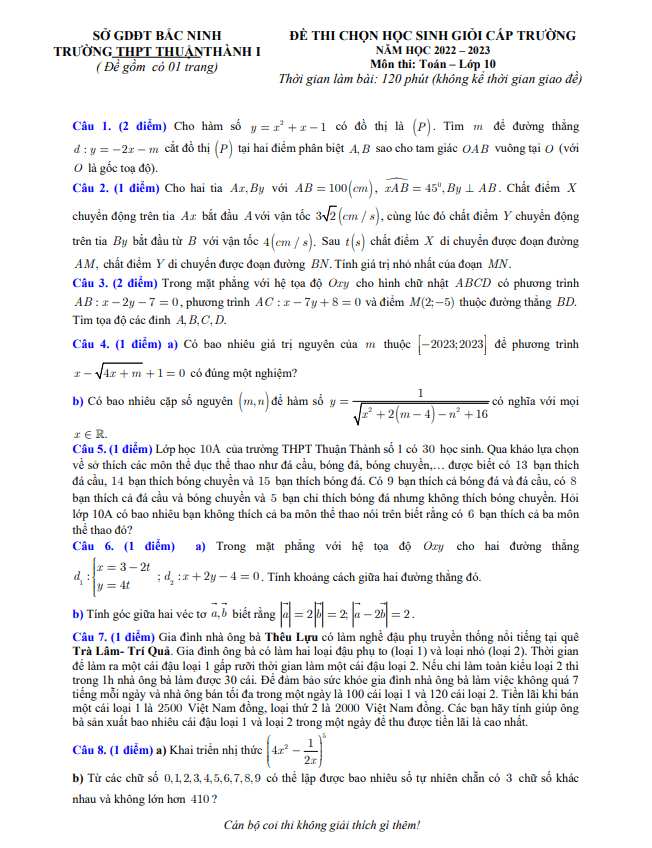 SỞ GDĐT BẮC NINH
TRƯỜNG THPT THUẬNTHÀNH I
( Đề gồm có 01 trang)
ĐỀ THI CHỌN HỌC SINH GIỎI CẤP TRƯỜNG
NĂM HỌC 2022 – 2023
Môn thi: Toán – Lớp 10
Thời gian làm bài: 120 phút (không kể thời gian giao đề)
Câu 1. (2 điểm) Cho hàm số y = x² + x − 1 có đồ thị là (P). Tìm m để đường thẳng
d : y = −2x − m cắt đồ thị (P) tại hai điểm phân biệt A, B sao cho tam giác OAB vuông tại O (với
O là gốc toạ độ).
Câu 2. (1 điểm) Cho hai tia Ax, By với AB = 100(cm), xAB = 45⁰, By ⊥ AB. Chất điểm X
chuyển động trên tia Ax bắt đầu A với vận tốc 3√2(cm / s), cùng lúc đó chất điểm Y chuyển động
trên tia By bắt đầu từ B với vận tốc 4(cm / s). Sau t(s) chất điểm X di chuyển được đoạn đường
AM, chất điểm Y di chuyển được đoạn đường BN. Tính giá trị nhỏ nhất của đoạn MN.
Câu 3. (2 điểm) Trong mặt phẳng với hệ tọa độ Oxy cho hình chữ nhật ABCD có phương trình
AB : x − 2y − 7 = 0, phương trình AC : x − 7y + 8 = 0 và điểm M(2;−5) thuộc đường thẳng BD.
Tìm tọa độ các đỉnh A, B, C, D.
Câu 4. (1 điểm) a) Có bao nhiêu giá trị nguyên của m thuộc [−2023;2023] để phương trình
x − √(4x + m) + 1 = 0 có đúng một nghiệm?
b) Có bao nhiêu cặp số nguyên (m, n) để hàm số y = 1/√(x² + 2(m − 4) − n² + 16) có nghĩa với mọi
x ∈ ℝ.
Câu 5. (1 điểm) Lớp học 10A của trường THPT Thuận Thành số 1 có 30 học sinh. Qua khảo lựa chọn
về sở thích các môn thể dục thể thao như đá cầu, bóng đá, bóng chuyền,… được biết có 13 bạn thích
đá cầu, 14 bạn thích bóng chuyền và 15 bạn thích bóng đá. Có 9 bạn thích cả bóng đá và đá cầu, có 8
bạn thích cả đá cầu và bóng chuyền và 5 bạn chỉ thích bóng đá nhưng không thích bóng chuyền. Hỏi
lớp 10A có bao nhiêu bạn không thích cả ba môn thể thao nói trên biết rằng có 6 bạn thích cả ba môn
thể thao đó?
Câu 6. (1 điểm) a) Trong mặt phẳng với hệ tọa độ Oxy cho hai đường thẳng
d₁ : {x = 3 − 2t; y = 4t ; d₂ : x + 2y − 4 = 0. Tính khoảng cách giữa hai đường thẳng đó.
b) Tính góc giữa hai véc tơ a⃗, b⃗ biết rằng |a⃗| = 2|b⃗| = 2; |a⃗ − 2b⃗| = 2.
Câu 7. (1 điểm) Gia đình nhà ông bà Thêu Lựu có làm nghề đậu phụ truyền thống nổi tiếng tại quê
Trà Lâm- Trí Quả. Gia đình ông bà có làm hai loại đậu phụ to (loại 1) và loại nhỏ (loại 2). Thời gian
để làm ra một cái đậu loại 1 gấp rưỡi thời gian làm một cái đậu loại 2. Nếu chỉ làm toàn kiểu loại 2 thì
trong 1h nhà ông bà làm được 30 cái. Để đảm bảo sức khỏe gia đình nhà ông bà làm việc không quá 7
tiếng mỗi ngày và nhà ông bán tối đa trong một ngày là 100 cái loại 1 và 120 cái loại 2. Tiền lãi khi bán
một cái loại 1 là 2500 Việt Nam đồng, loại thứ 2 là 2000 Việt Nam đồng. Các bạn hãy tính giúp ông
bà sản xuất bao nhiêu cái đậu loại 1 và loại 2 trong một ngày để thu được tiền lãi là cao nhất.
Câu 8. (1 điểm) a) Khai triển nhị thức (4x² − 1/(2x))⁵
b) Từ các chữ số 0,1,2,3,4,5,6,7,8,9 có thể lập được bao nhiêu số tự nhiên chẵn có 3 chữ số khác
nhau và không lớn hơn 410 ?
Cán bộ coi thi không giải thích gì thêm!